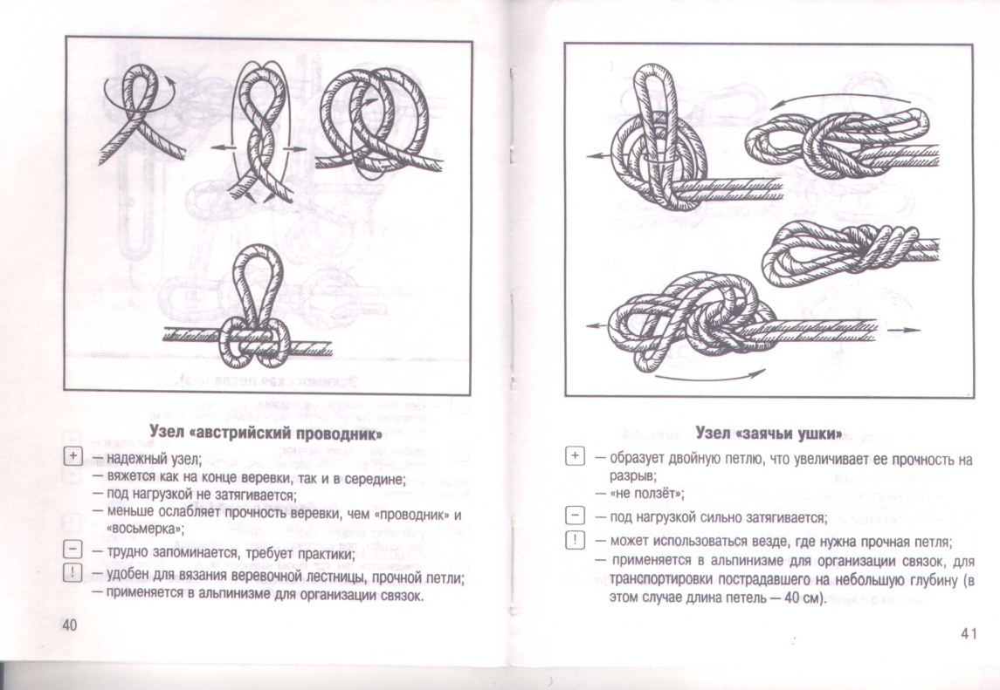 Узел «австрийский проводник»
+ — надежный узел;
— вяжется как на конце веревки, так и в середине;
— под нагрузкой не затягивается;
— меньше ослабляет прочность веревки, чем «проводник» и
«восьмерка»;
− — трудно запоминается, требует практики;
! — удобен для вязания веревочной лестницы, прочной петли;
— применяется в альпинизме для организации связок.
40
Узел «заячьи ушки»
+ — образует двойную петлю, что увеличивает ее прочность на
разрыв;
— «не ползёт»;
− — под нагрузкой сильно затягивается;
! — может использоваться везде, где нужна прочная петля;
— применяется в альпинизме для организации связок, для
транспортировки пострадавшего на небольшую глубину (в
этом случае длина петель — 40 см).
41